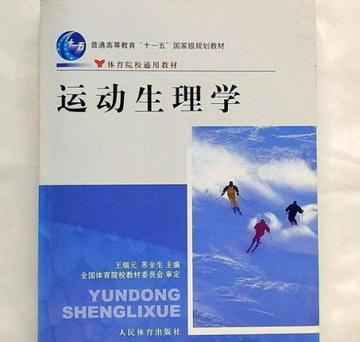 十一五
普通高等教育“十一五”国家级规划教材
体育院校通用教材
运动生理学
王瑞元 苏全生 主编
全国体育院校教材委员会 审定
YUNDONG
SHENGLIXUE
人民体育出版社